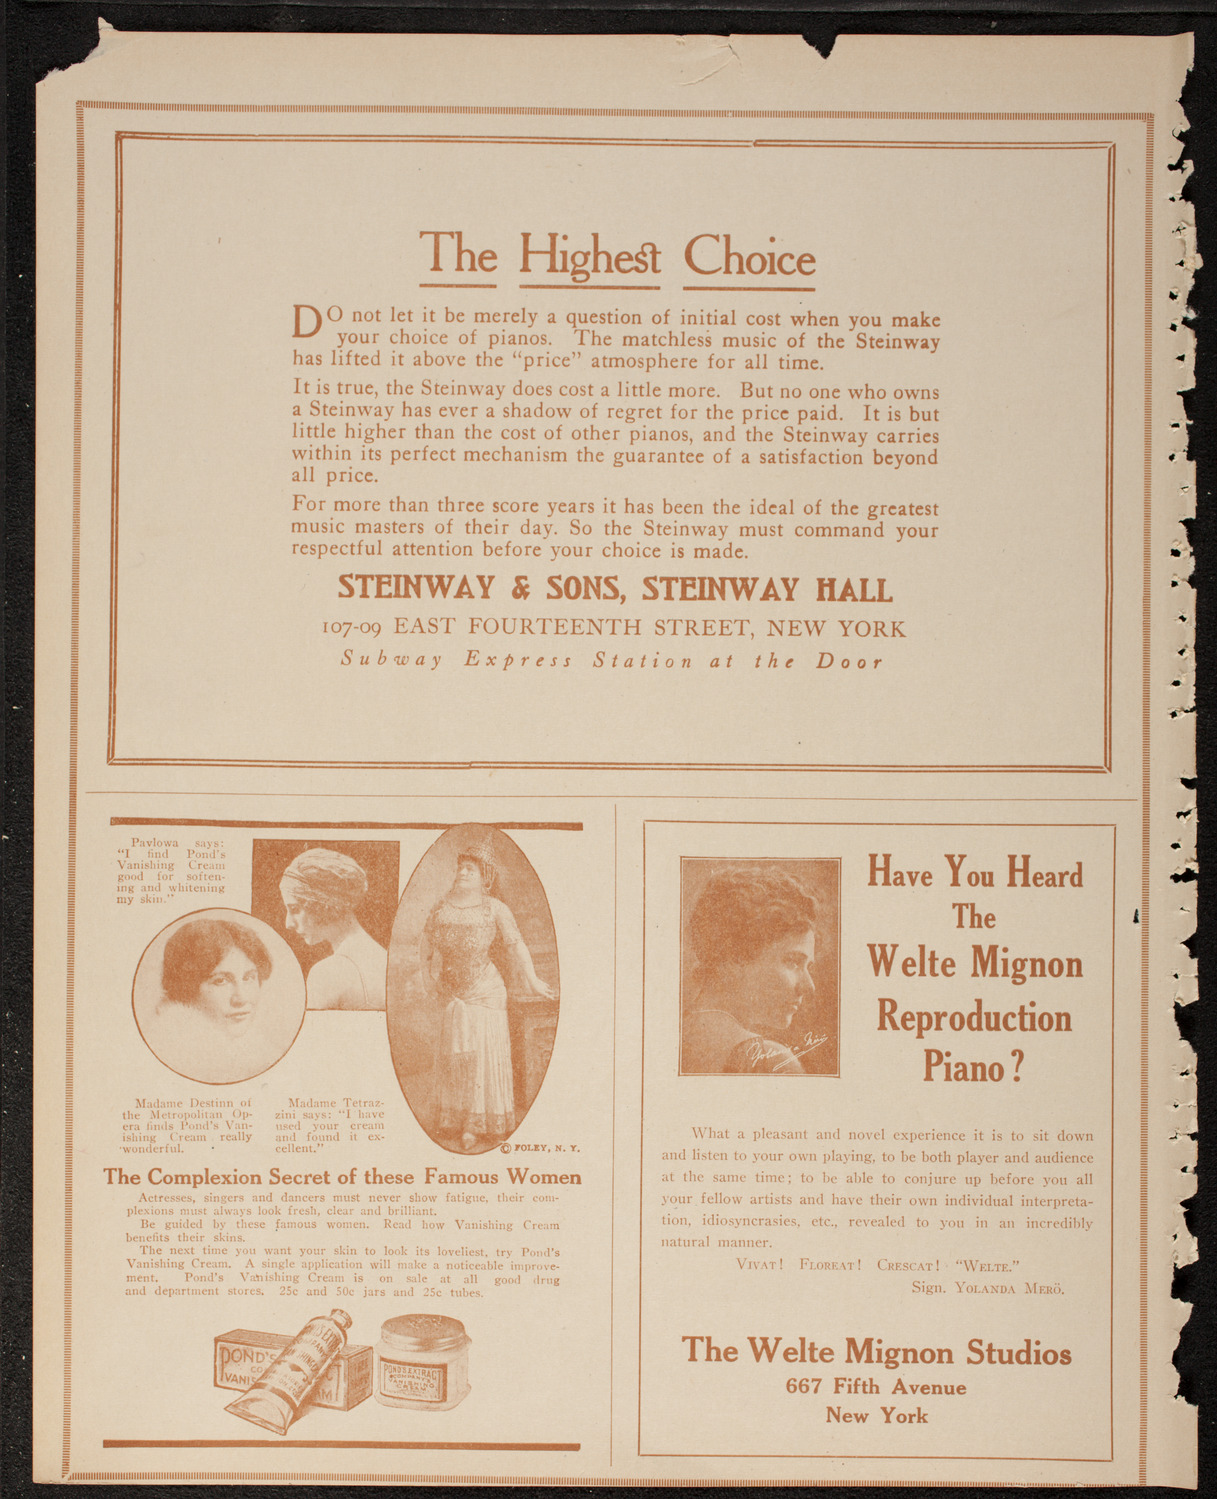 The Highest Choice
DO not let it be merely a question of initial cost when you make
your choice of pianos. The matchless music of the Steinway
has lifted it above the "price" atmosphere for all time.
It is true, the Steinway does cost a little more. But no one who owns
a Steinway has ever a shadow of regret for the price paid. It is but
little higher than the cost of other pianos, and the Steinway carries
within its perfect mechanism the guarantee of a satisfaction beyond
all price.
For more than three score years it has been the ideal of the greatest
music masters of their day. So the Steinway must command your
respectful attention before your choice is made.
STEINWAY & SONS, STEINWAY HALL
107-09 EAST FOURTEENTH STREET, NEW YORK
Subway Express Station at the Door
Pavlowa says:
"I find Pond's
Vanishing Cream
good for soften-
ing and whitening
my skin."
Madame Destinn of
the Metropolitan Op-
era finds Pond's Van-
ishing Cream really
wonderful.
Madame Tetraz-
zini says: "I have
used your cream
and found it ex-
cellent."
© FOLEY, N. Y.
The Complexion Secret of these Famous Women
Actresses, singers and dancers must never show fatigue, their com-
plexions must always look fresh, clear and brilliant.
Be guided by these famous women. Read how Vanishing Cream
benefits their skins.
The next time you want your skin to look its loveliest, try Pond's
Vanishing Cream. A single application will make a noticeable improve-
ment. Pond's Vanishing Cream is on sale at all good drug
and department stores. 25c and 50c jars and 25c tubes.
POND'S
CO
VANI
POND'S EXTRACT
COMPANY'S
VANISHING
CREAM
Have You Heard
The
Welte Mignon
Reproduction
Piano?
Yolanda Merö
What a pleasant and novel experience it is to sit down
and listen to your own playing, to be both player and audience
at the same time; to be able to conjure up before you all
your fellow artists and have their own individual interpreta-
tion, idiosyncrasies, etc., revealed to you in an incredibly
natural manner.
VIVAT! FLOREAT! CRESCAT! "WELTE."
Sign. YOLANDA MERÖ.
The Welte Mignon Studios
667 Fifth Avenue
New York